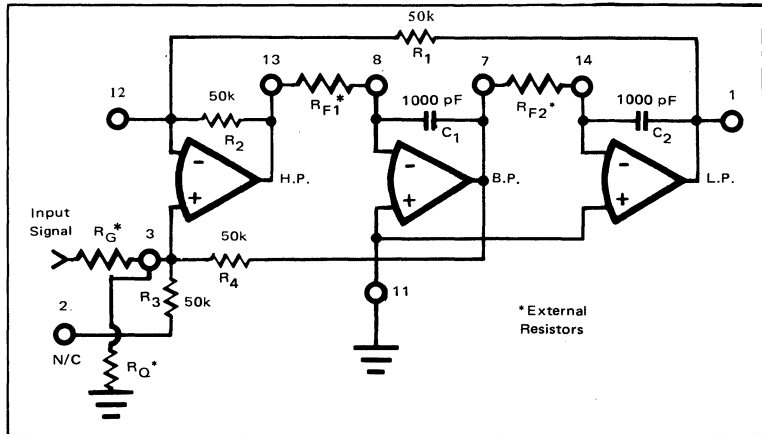 50k
R1
13
8
7
14
12
50k
RF1*
1000 pF
RF2*
1000 pF
1
R2
C1
C2
−
+
H.P.
−
+
B.P.
−
+
L.P.
Input
Signal
RG*
3
50k
R4
R3
50k
2
N/C
RQ*
11
*External
Resistors